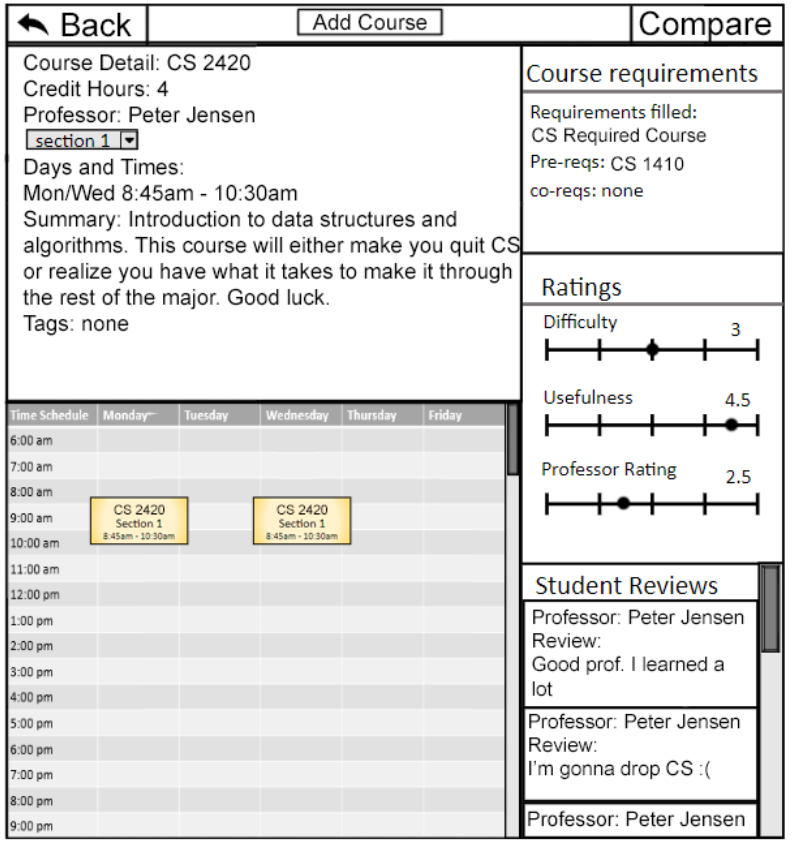 Back
Add Course
Compare
Course Detail: CS 2420
Credit Hours: 4
Professor: Peter Jensen
section 1
Days and Times:
Mon/Wed 8:45am - 10:30am
Summary: Introduction to data structures and
algorithms. This course will either make you quit CS
or realize you have what it takes to make it through
the rest of the major. Good luck.
Tags: none
Course requirements
Requirements filled:
CS Required Course
Pre-reqs: CS 1410
co-reqs: none
Ratings
Difficulty 3
Usefulness 4.5
Professor Rating 2.5
Time Schedule Monday Tuesday Wednesday Thursday Friday
6:00 am
7:00 am
8:00 am
9:00 am
10:00 am
11:00 am
12:00 pm
1:00 pm
2:00 pm
3:00 pm
4:00 pm
5:00 pm
6:00 pm
7:00 pm
8:00 pm
9:00 pm
CS 2420
Section 1
8:45am - 10:30am
CS 2420
Section 1
8:45am - 10:30am
Student Reviews
Professor: Peter Jensen
Review:
Good prof. I learned a
lot
Professor: Peter Jensen
Review:
I'm gonna drop CS :(
Professor: Peter Jensen